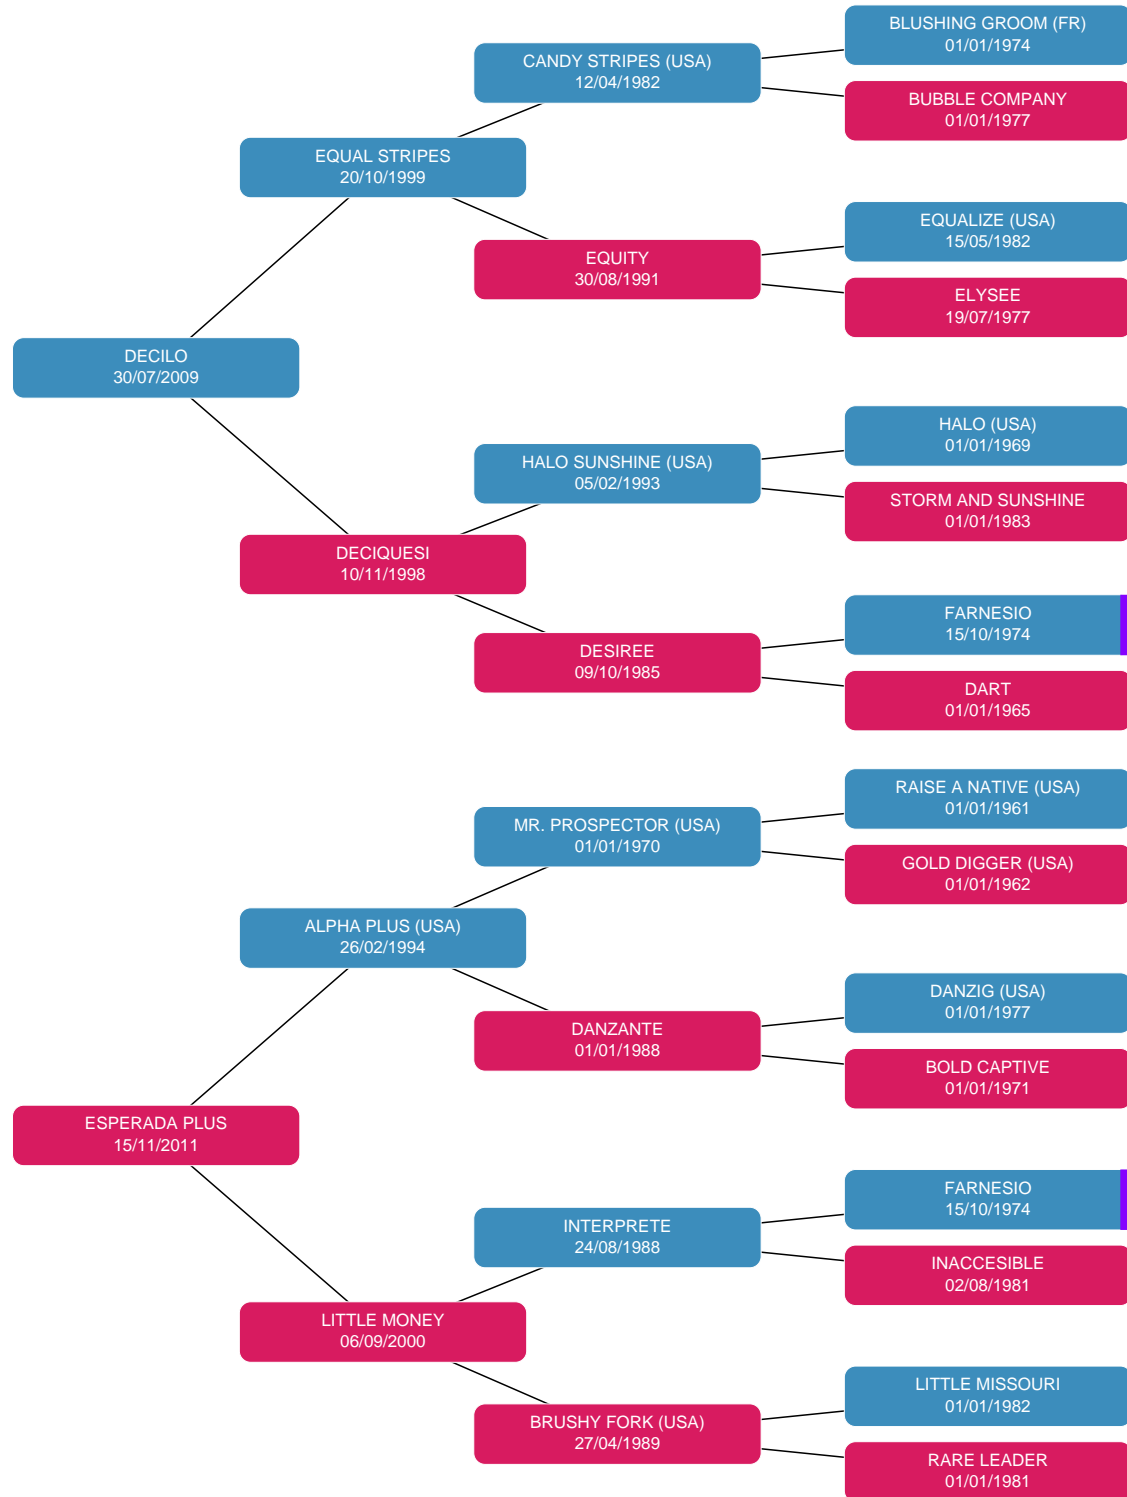 BLUSHING GROOM (FR)
01/01/1974
CANDY STRIPES (USA)
12/04/1982
BUBBLE COMPANY
01/01/1977
EQUAL STRIPES
20/10/1999
EQUALIZE (USA)
15/05/1982
EQUITY
30/08/1991
ELYSEE
19/07/1977
DECILO
30/07/2009
HALO (USA)
01/01/1969
HALO SUNSHINE (USA)
05/02/1993
STORM AND SUNSHINE
01/01/1983
DECIQUESI
10/11/1998
FARNESIO
15/10/1974
DESIREE
09/10/1985
DART
01/01/1965
RAISE A NATIVE (USA)
01/01/1961
MR. PROSPECTOR (USA)
01/01/1970
GOLD DIGGER (USA)
01/01/1962
ALPHA PLUS (USA)
26/02/1994
DANZIG (USA)
01/01/1977
DANZANTE
01/01/1988
BOLD CAPTIVE
01/01/1971
ESPERADA PLUS
15/11/2011
FARNESIO
15/10/1974
INTERPRETE
24/08/1988
INACCESIBLE
02/08/1981
LITTLE MONEY
06/09/2000
LITTLE MISSOURI
01/01/1982
BRUSHY FORK (USA)
27/04/1989
RARE LEADER
01/01/1981